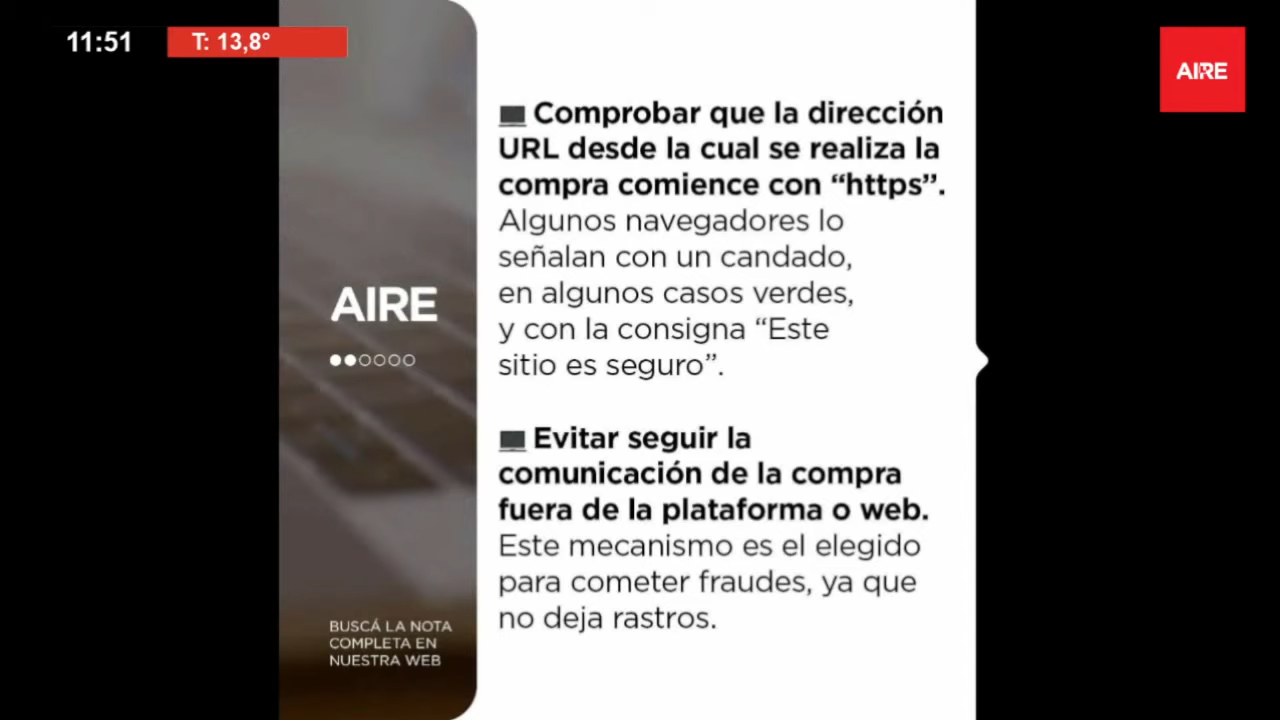 11:51
T: 13,8°
AIRE
Comprobar que la dirección
URL desde la cual se realiza la
compra comience con “https”.
Algunos navegadores lo
señalan con un candado,
en algunos casos verdes,
y con la consigna “Este
sitio es seguro”.
AIRE
Evitar seguir la
comunicación de la compra
fuera de la plataforma o web.
Este mecanismo es el elegido
para cometer fraudes, ya que
no deja rastros.
BUSCÁ LA NOTA
COMPLETA EN
NUESTRA WEB